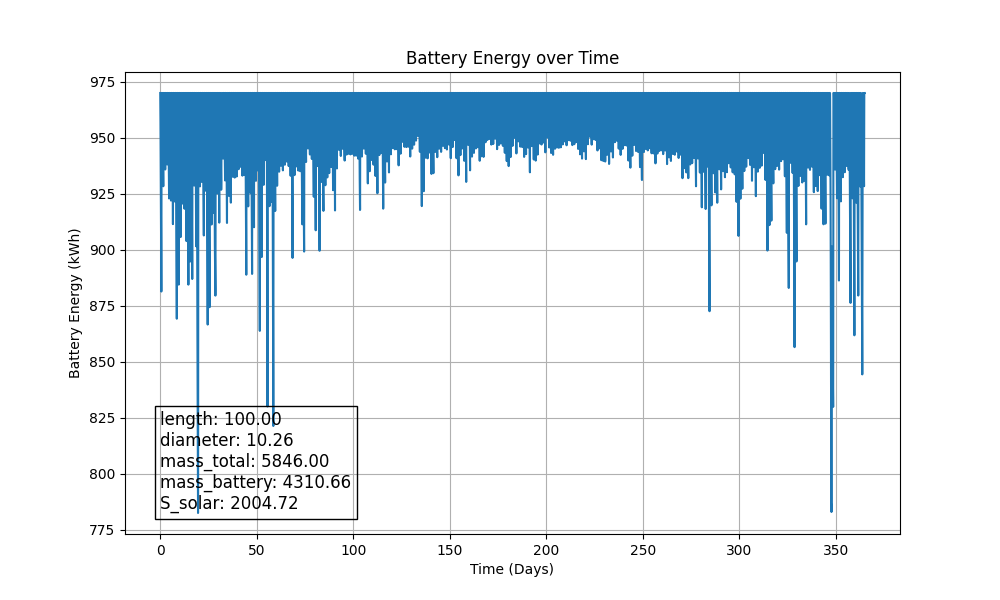 Battery Energy over Time
Battery Energy (kWh)
975
950
925
900
875
850
825
800
775
length: 100.00
diameter: 10.26
mass_total: 5846.00
mass_battery: 4310.66
S_solar: 2004.72
0 50 100 150 200 250 300 350
Time (Days)